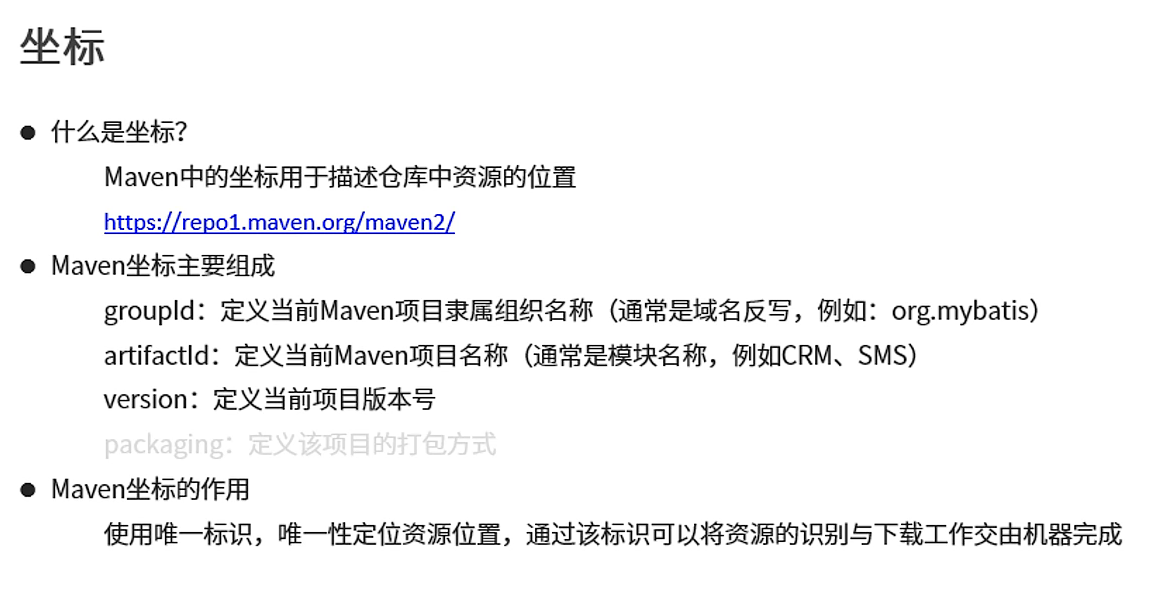 坐标
● 什么是坐标？
Maven中的坐标用于描述仓库中资源的位置
https://repo1.maven.org/maven2/
● Maven坐标主要组成
groupId：定义当前Maven项目隶属组织名称（通常是域名反写，例如：org.mybatis）
artifactId：定义当前Maven项目名称（通常是模块名称，例如CRM、SMS）
version：定义当前项目版本号
packaging：定义该项目的打包方式
● Maven坐标的作用
使用唯一标识，唯一性定位资源位置，通过该标识可以将资源的识别与下载工作交由机器完成